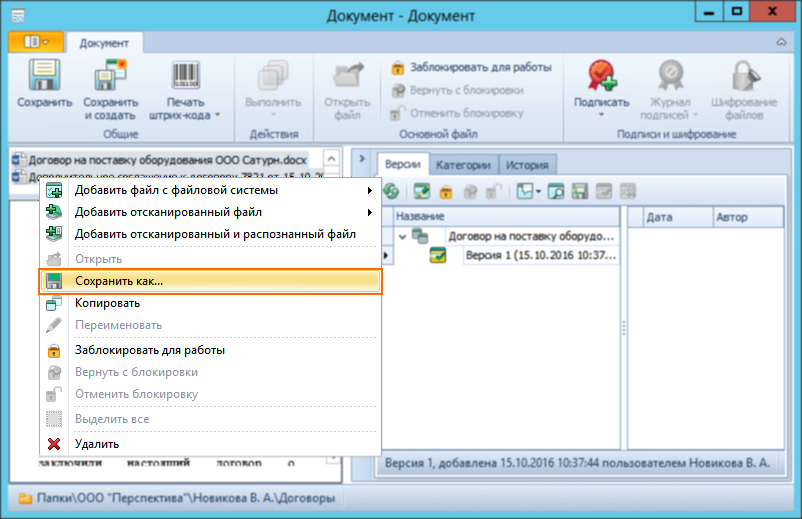 Документ - Документ
Документ
Сохранить
Сохранить и создать
Печать штрих-кода
Общие
Выполнить
Действия
Открыть файл
Заблокировать для работы
Вернуть с блокировки
Отменить блокировку
Основной файл
Подписать
Журнал подписей
Шифрование файлов
Подписи и шифрование
Договор на поставку оборудования ООО Сатурн.docx
Дополнительное соглашение к договору 7821 от 15.10.20
Добавить файл с файловой системы
Добавить отсканированный файл
Добавить отсканированный и распознанный файл
Открыть
Сохранить как...
Копировать
Переименовать
Заблокировать для работы
Вернуть с блокировки
Отменить блокировку
Выделить все
Удалить
заключили настоящий договор о
Версии
Категории
История
Название
Договор на поставку оборудо...
Версия 1 (15.10.2016 10:37...
Дата
Автор
Версия 1, добавлена 15.10.2016 10:37:44 пользователем Новикова В. А.
Папки\ООО "Перспектива"\Новикова В. А.\Договоры